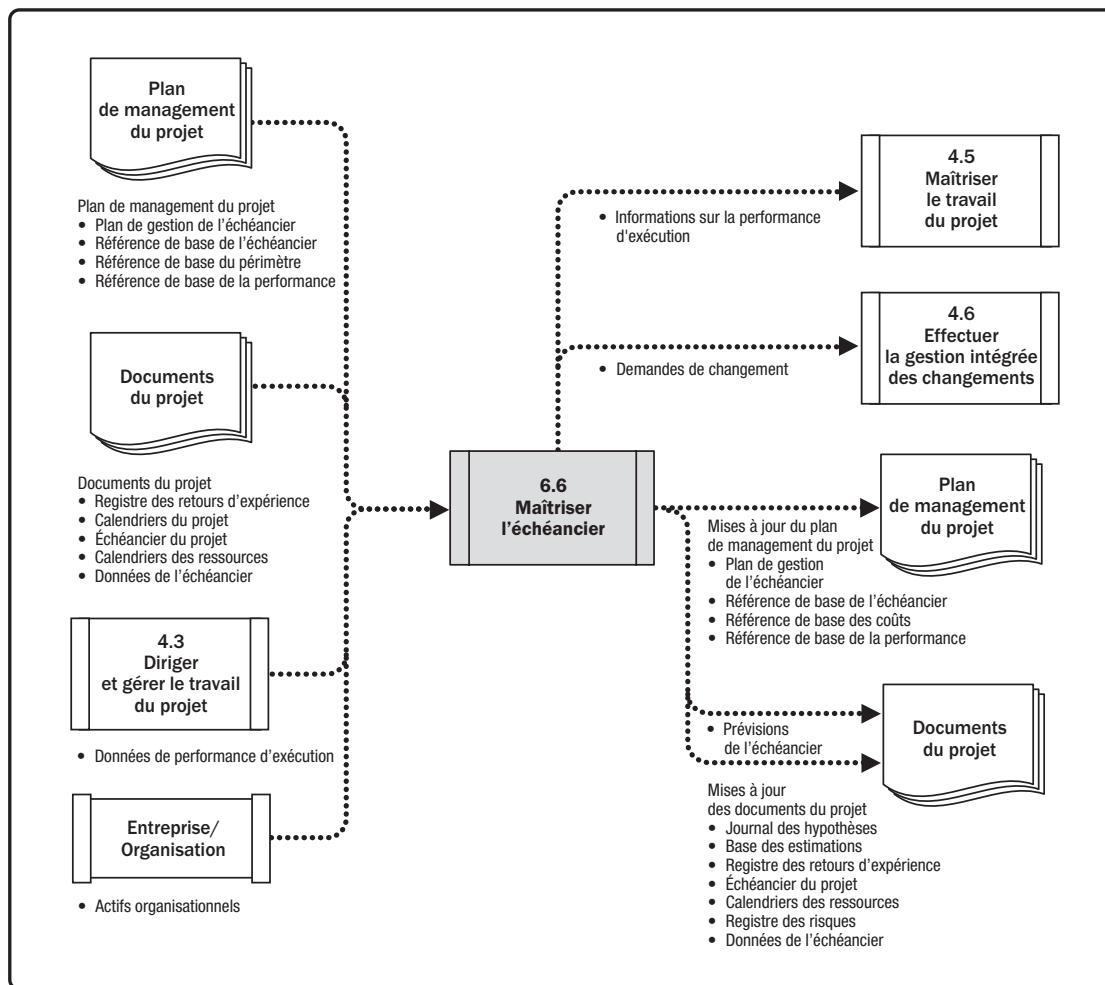 Plan
de management
du projet
Plan de management du projet
• Plan de gestion de l’échéancier
• Référence de base de l’échéancier
• Référence de base du périmètre
• Référence de base de la performance
Documents
du projet
Documents du projet
• Registre des retours d’expérience
• Calendriers du projet
• Échéancier du projet
• Calendriers des ressources
• Données de l’échéancier
4.3
Diriger
et gérer le travail
du projet
• Données de performance d’exécution
Entreprise/
Organisation
• Actifs organisationnels
6.6
Maîtriser
l’échéancier
• Informations sur la performance
d'exécution
4.5
Maîtriser
le travail
du projet
• Demandes de changement
4.6
Effectuer
la gestion intégrée
des changements
Plan
de management
du projet
Mises à jour du plan
de management du projet
• Plan de gestion
de l’échéancier
• Référence de base de l’échéancier
• Référence de base des coûts
• Référence de base de la performance
• Prévisions
de l’échéancier
Documents
du projet
Mises à jour
des documents du projet
• Journal des hypothèses
• Base des estimations
• Registre des retours d’expérience
• Échéancier du projet
• Calendriers des ressources
• Registre des risques
• Données de l’échéancier